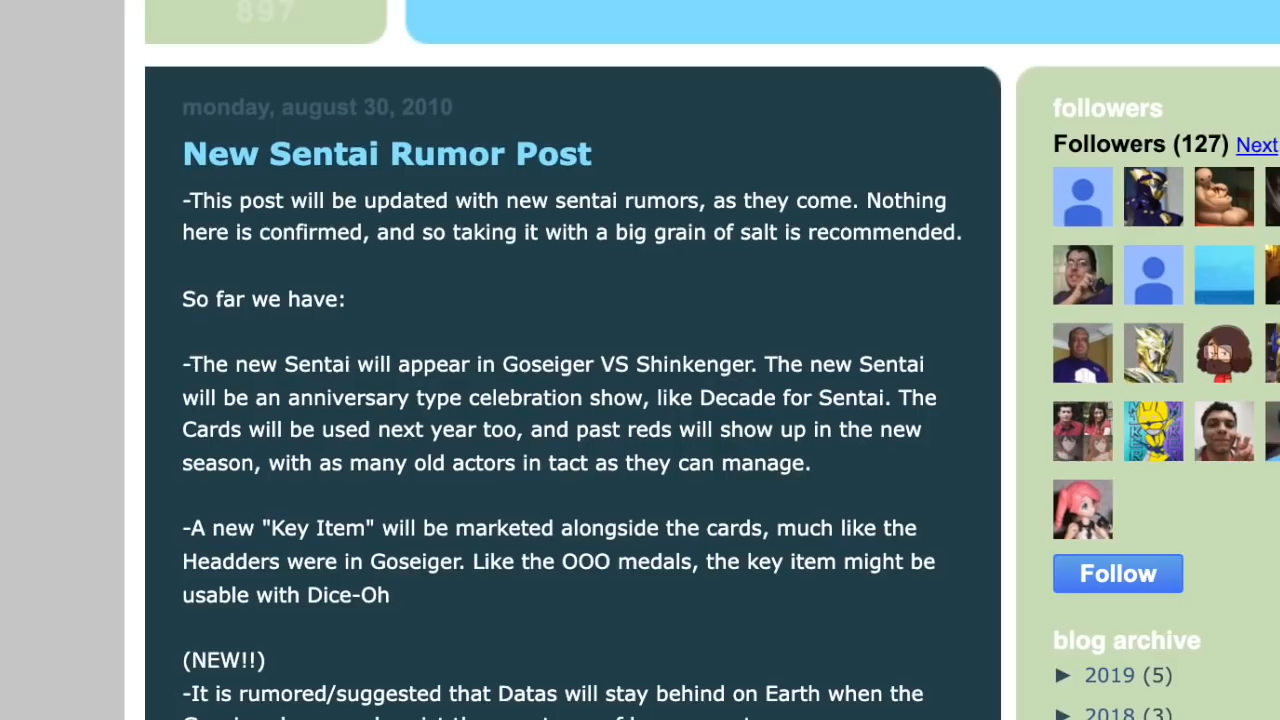 897
monday, august 30, 2010
New Sentai Rumor Post
-This post will be updated with new sentai rumors, as they come. Nothing
here is confirmed, and so taking it with a big grain of salt is recommended.
So far we have:
-The new Sentai will appear in Goseiger VS Shinkenger. The new Sentai
will be an anniversary type celebration show, like Decade for Sentai. The
Cards will be used next year too, and past reds will show up in the new
season, with as many old actors in tact as they can manage.
-A new "Key Item" will be marketed alongside the cards, much like the
Headders were in Goseiger. Like the OOO medals, the key item might be
usable with Dice-Oh
(NEW!!)
-It is rumored/suggested that Datas will stay behind on Earth when the
followers
Followers (127) Next
Follow
blog archive
► 2019 (5)
► 2018 (3)